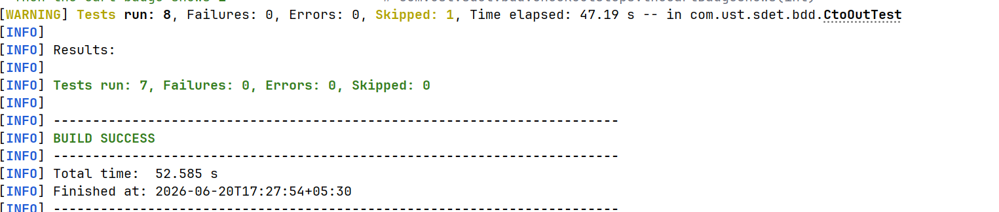 [WARNING] Tests run: 8, Failures: 0, Errors: 0, Skipped: 1, Time elapsed: 47.19 s -- in com.ust.sdet.bdd.CtoOutTest
[INFO]
[INFO] Results:
[INFO]
[INFO] Tests run: 7, Failures: 0, Errors: 0, Skipped: 0
[INFO]
[INFO] ------------------------------------------------------------------------
[INFO] BUILD SUCCESS
[INFO] ------------------------------------------------------------------------
[INFO] Total time:  52.585 s
[INFO] Finished at: 2026-06-20T17:27:54+05:30
[INFO] ------------------------------------------------------------------------